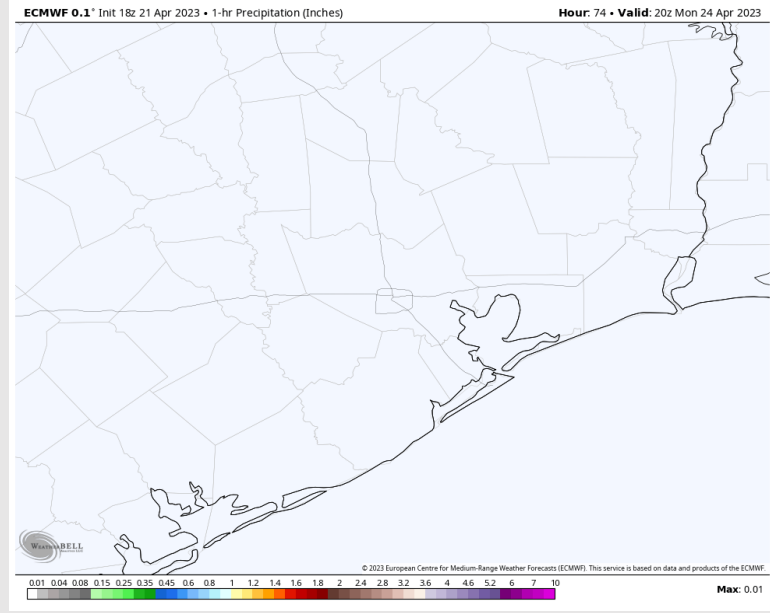 ECMWF 0.1° Init 18z 21 Apr 2023 • 1-hr Precipitation (Inches) Hour: 74 • Valid: 20z Mon 24 Apr 2023
WEATHERBELL
© 2023 European Centre for Medium-Range Weather Forecasts (ECMWF). This service is based on data and products of the ECMWF.
0.01 0.04 0.08 0.15 0.25 0.35 0.45 0.6 0.8 1 1.2 1.4 1.6 1.8 2 2.4 2.8 3.2 3.6 4 4.6 5.2 6 7 10
Max: 0.01